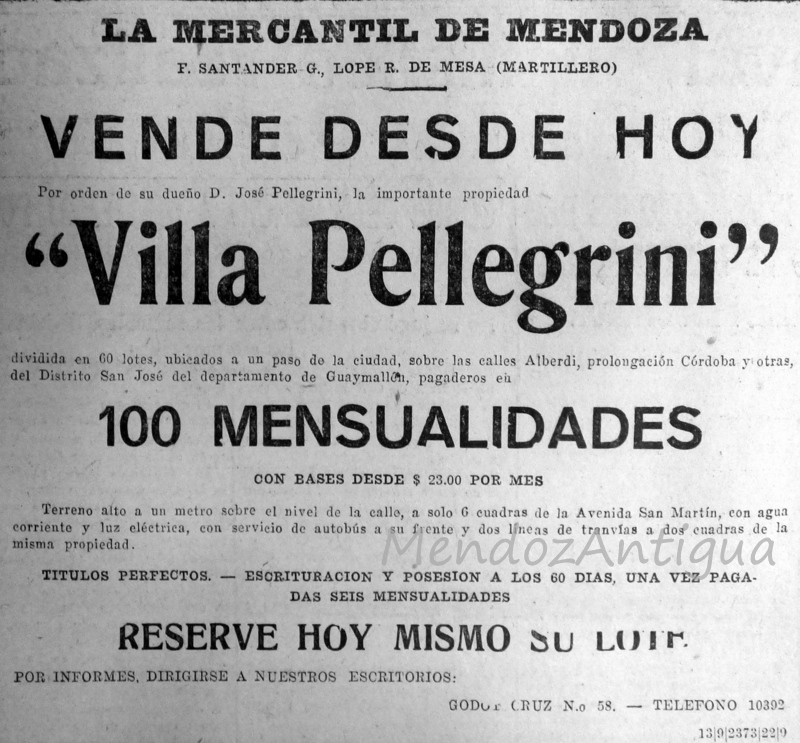 LA MERCANTIL DE MENDOZA
F. SANTANDER G., LOPE R. DE MESA (MARTILLERO)
VENDE DESDE HOY
Por orden de su dueño D. José Pellegrini, la importante propiedad
“Villa Pellegrini”
dividida en 60 lotes, ubicados a un paso de la ciudad, sobre las calles Alberdi, prolongación Córdoba y otras,
del Distrito San José del departamento de Guaymallén, pagaderos en
100 MENSUALIDADES
CON BASES DESDE $ 23.00 POR MES
Terreno alto a un metro sobre el nivel de la calle, a solo 6 cuadras de la Avenida San Martín, con agua
corriente y luz eléctrica, con servicio de autobús a su frente y dos líneas de tranvías a dos cuadras de la
misma propiedad.
MendozAntigua
TITULOS PERFECTOS. — ESCRITURACION Y POSESION A LOS 60 DIAS, UNA VEZ PAGA-
DAS SEIS MENSUALIDADES
RESERVE HOY MISMO SU LOTE
POR INFORMES, DIRIGIRSE A NUESTROS ESCRITORIOS:
GODOY CRUZ N.o 58. — TELEFONO 10392
13|9|2373|22|9